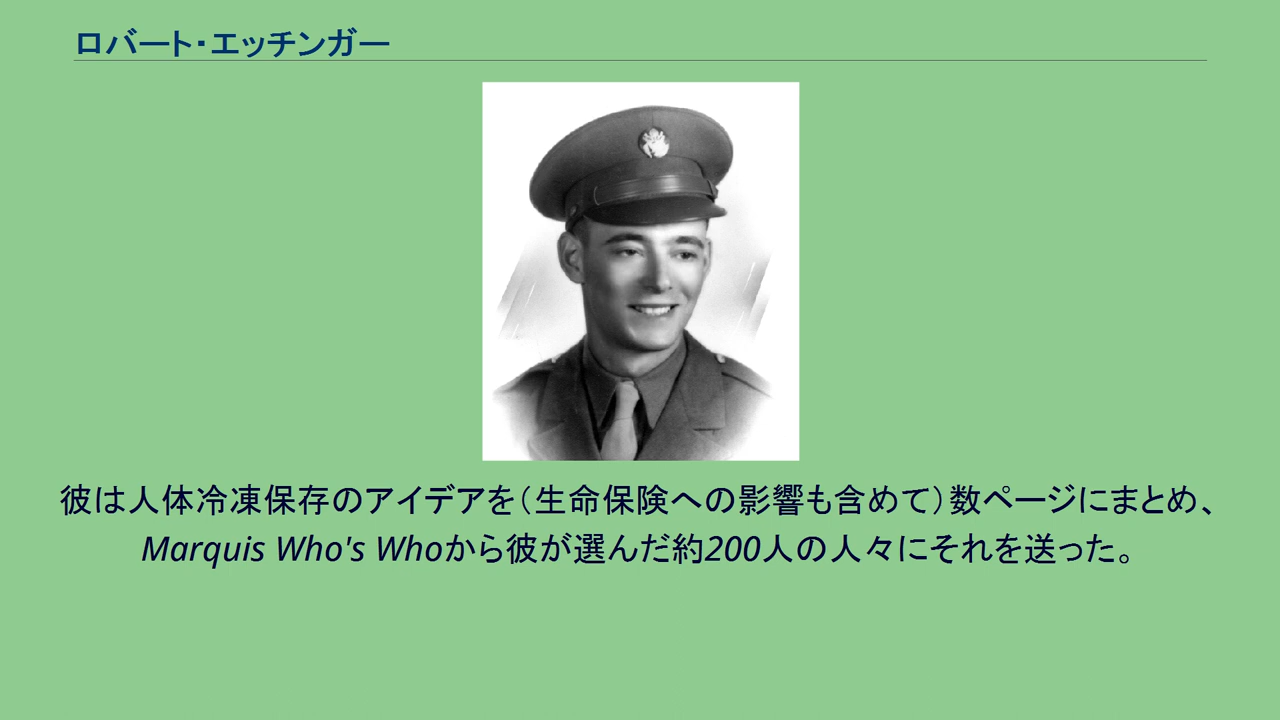 ロバート・エッチンガー
彼は人体冷凍保存のアイデアを（生命保険への影響も含めて）数ページにまとめ、
Marquis Who's Whoから彼が選んだ約200人の人々にそれを送った。